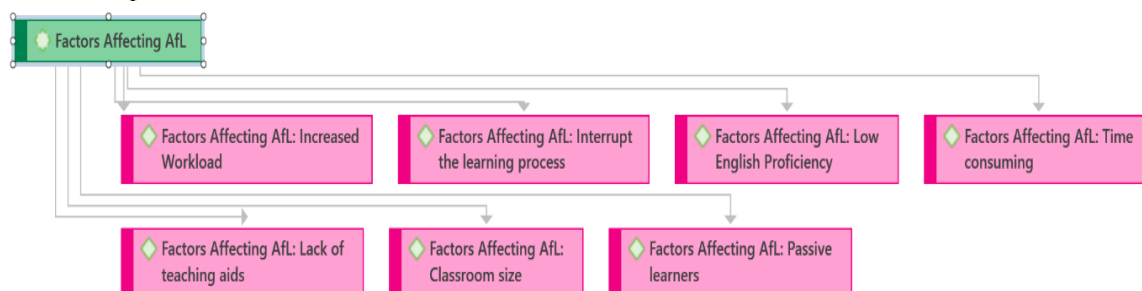 Factors Affecting AfL
Factors Affecting AfL: Increased
Workload
Factors Affecting AfL: Interrupt
the learning process
Factors Affecting AfL: Low
English Proficiency
Factors Affecting AfL: Time
consuming
Factors Affecting AfL: Lack of
teaching aids
Factors Affecting AfL:
Classroom size
Factors Affecting AfL: Passive
learners